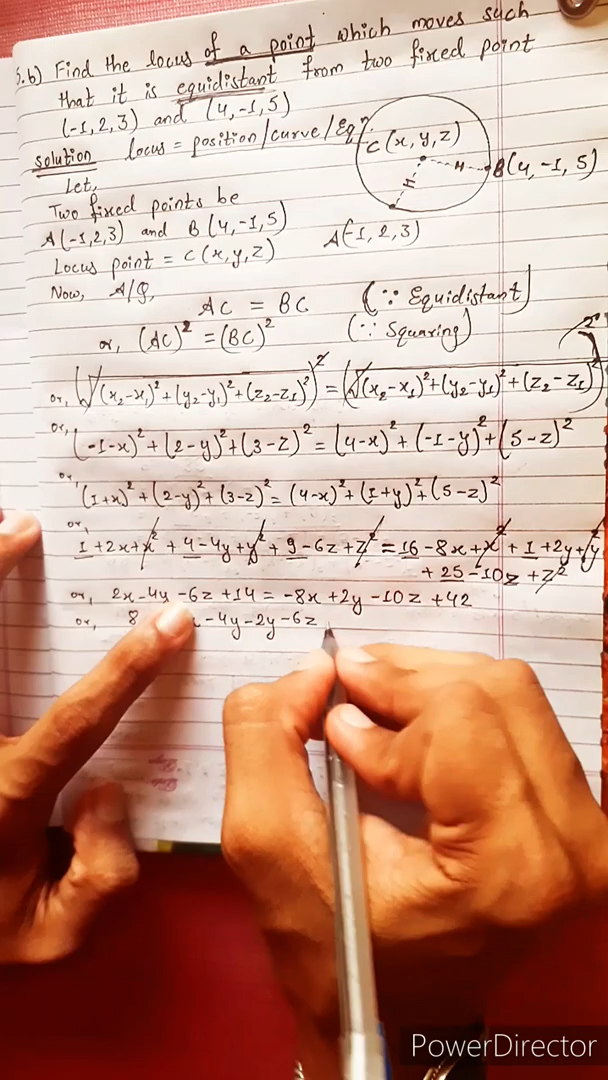 5.b) Find the locus of a point which moves such
that it is equidistant from two fixed point
(-1,2,3) and (4,-1,5)
solution locus = position/curve/Eqⁿ.
C(x,y,z)
B(4,-1,5)
A(-1,2,3)
Let,
Two fixed points be
A(-1,2,3) and B(4,-1,5)
Locus point = C(x,y,z)
Now, A/Q,
AC = BC (∵ Equidistant)
or, (AC)² = (BC)² (∵ Squaring)
or, (√(x₂-x₁)²+(y₂-y₁)²+(z₂-z₁)²)² = (√(x₂-x₁)²+(y₂-y₁)²+(z₂-z₁)²)²
or, (-1-x)²+(2-y)²+(3-z)² = (4-x)²+(-1-y)²+(5-z)²
or, (1+x)²+(2-y)²+(3-z)² = (4-x)²+(1+y)²+(5-z)²
or, 1+2x+x²+4-4y+y²+9-6z+z² = 16-8x+x²+1+2y+y²
+25-10z+z²
or, 2x-4y-6z+14 = -8x+2y-10z+42
or, 8 -4y-2y-6z
PowerDirector